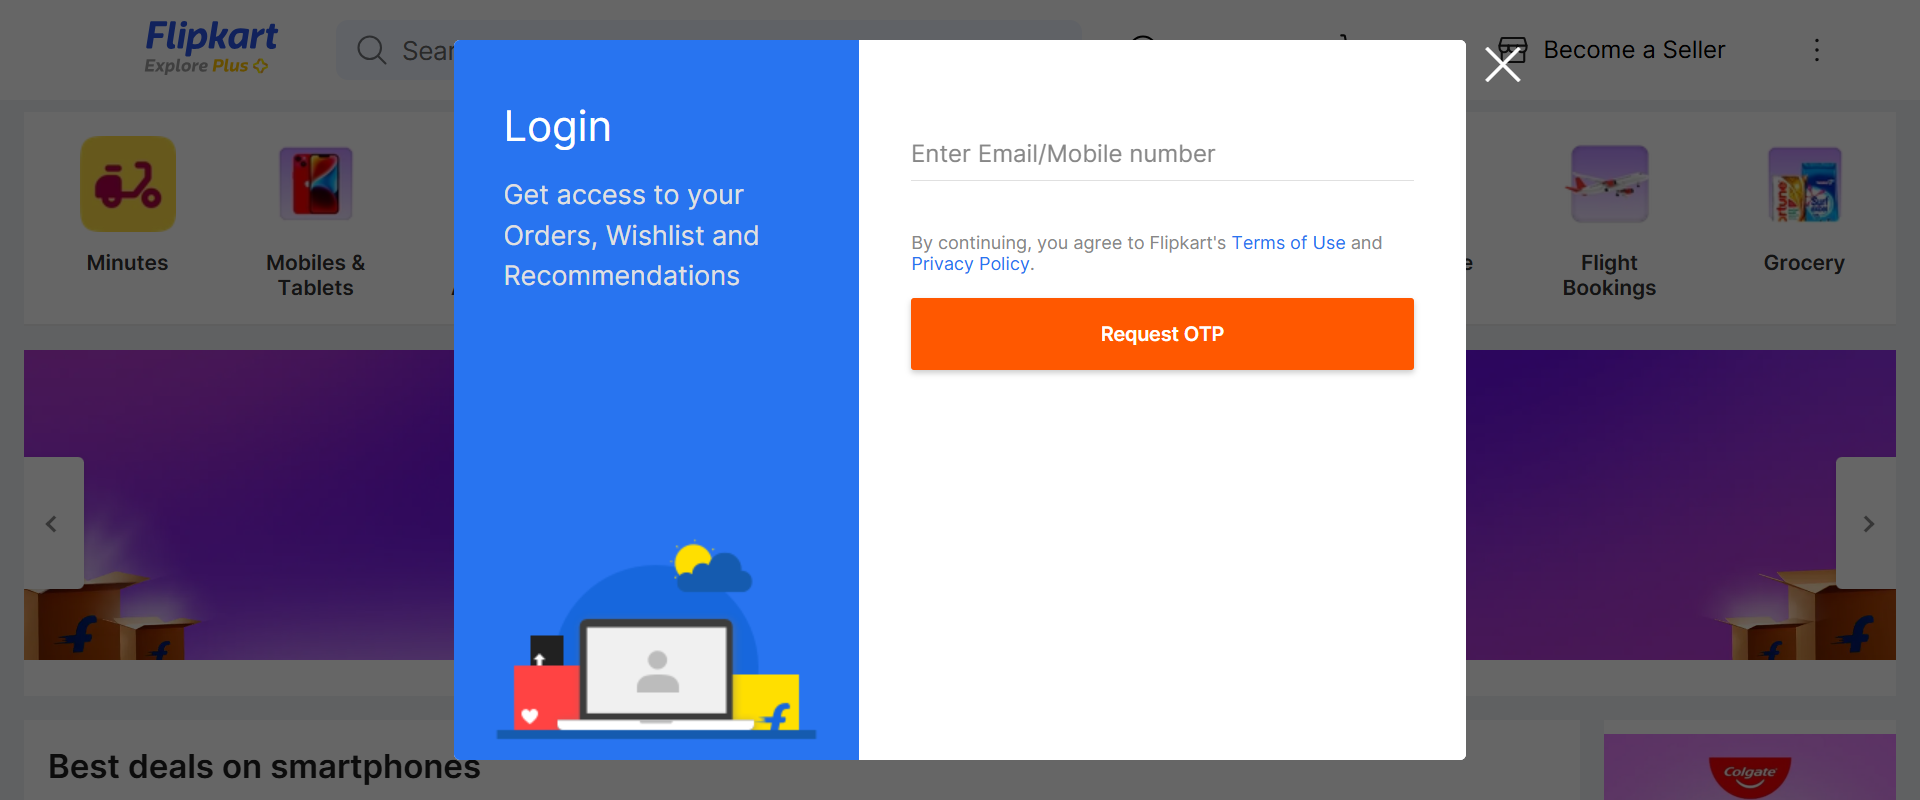 Flipkart
Explore Plus
Become a Seller
Login
Get access to your
Orders, Wishlist and
Recommendations
Enter Email/Mobile number
By continuing, you agree to Flipkart's Terms of Use and
Privacy Policy.
Request OTP
Minutes
Mobiles &
Tablets
Flight
Bookings
Grocery
Best deals on smartphones
Colgate